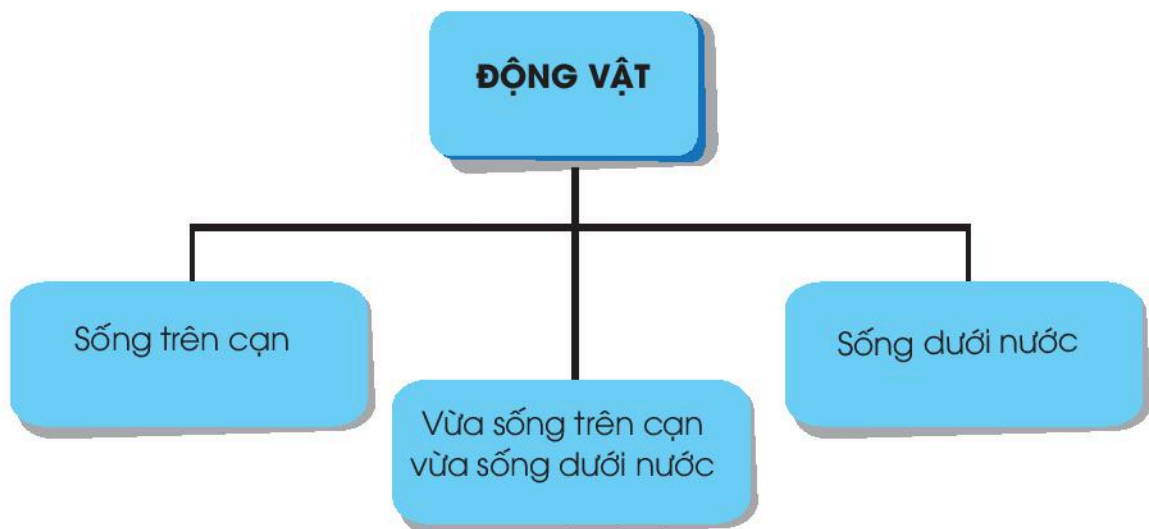 ĐỘNG VẬT
Sống trên cạn
Vừa sống trên cạn
vừa sống dưới nước
Sống dưới nước